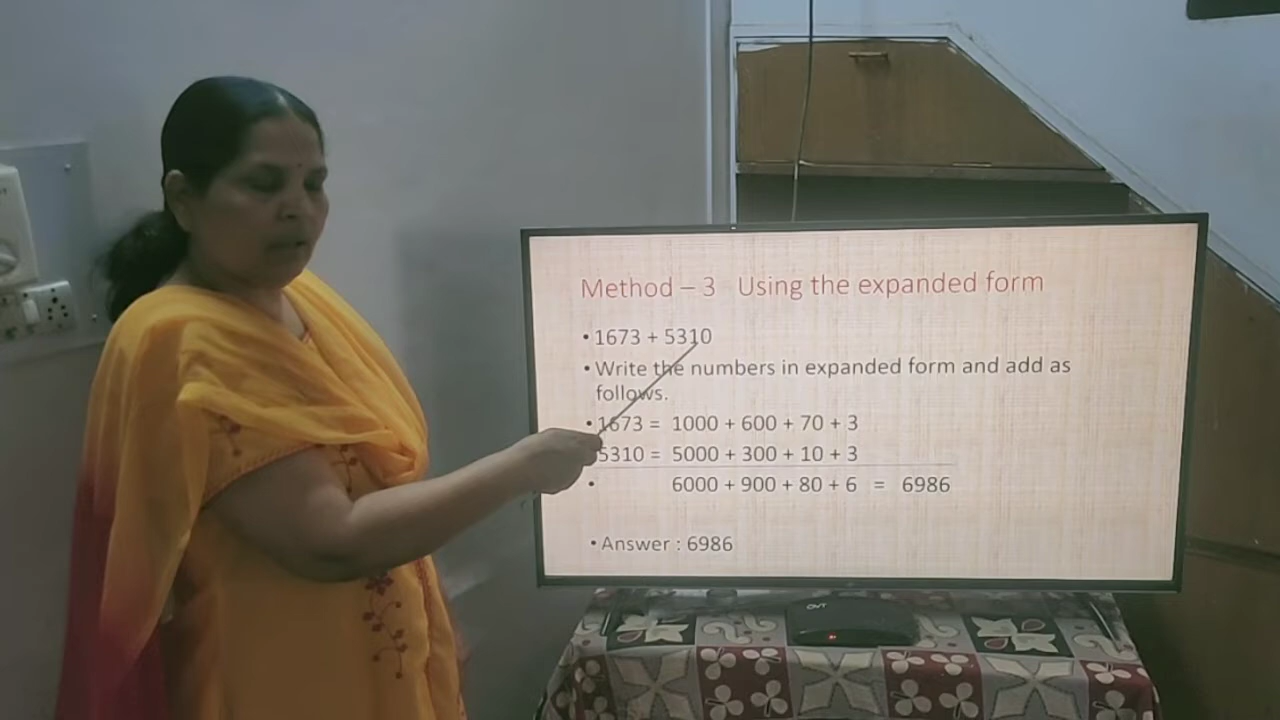 Method – 3 Using the expanded form
• 1673 + 5310
• Write the numbers in expanded form and add as
follows.
• 1673 = 1000 + 600 + 70 + 3
5310 = 5000 + 300 + 10 + 3
• 6000 + 900 + 80 + 6 = 6986
• Answer : 6986